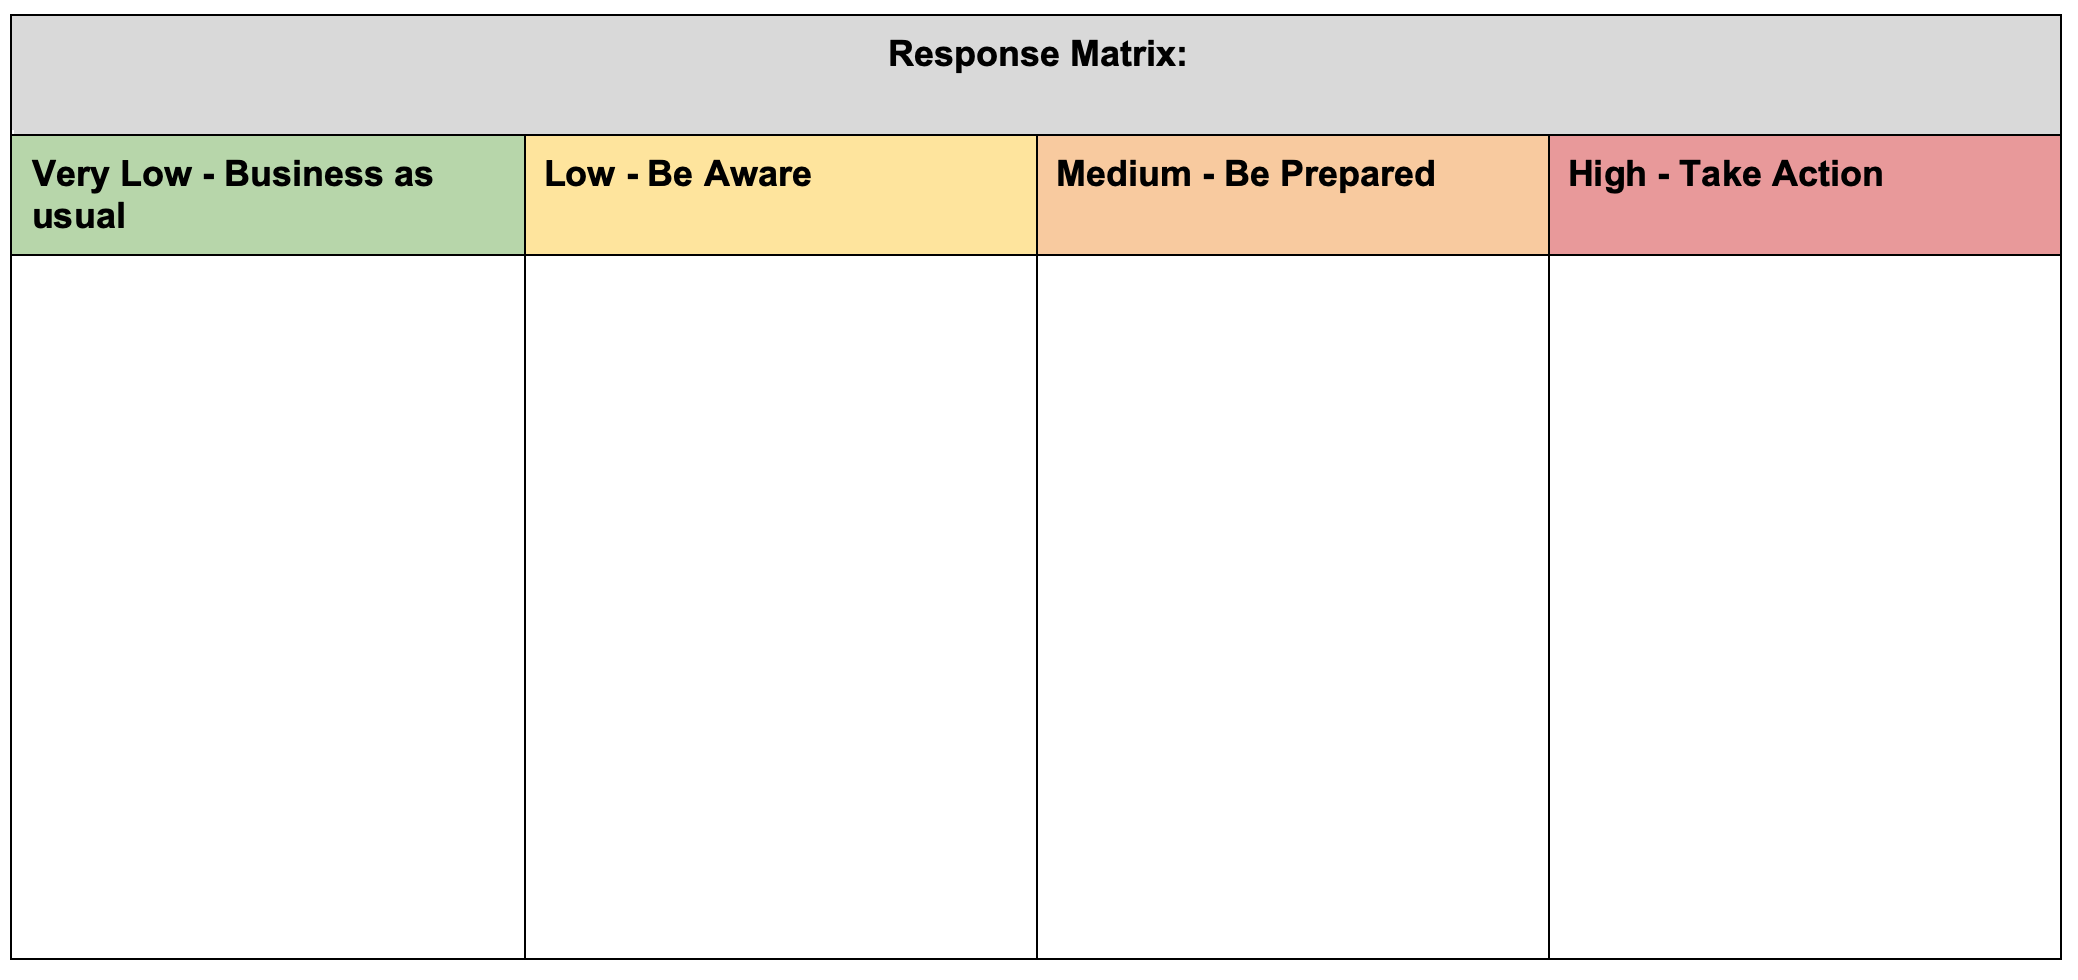 Response Matrix:
Very Low - Business as
usual
Low - Be Aware
Medium - Be Prepared
High - Take Action